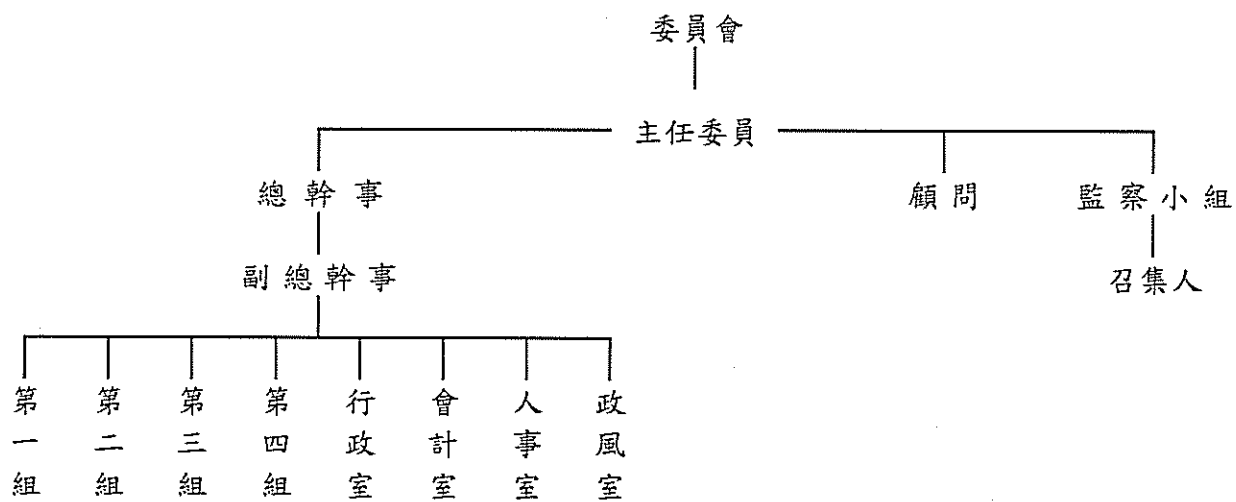 委員會
主任委員
總幹事
顧問
監察小組
副總幹事
召集人
第一組
第二組
第三組
第四組
行政室
會計室
人事室
政風室